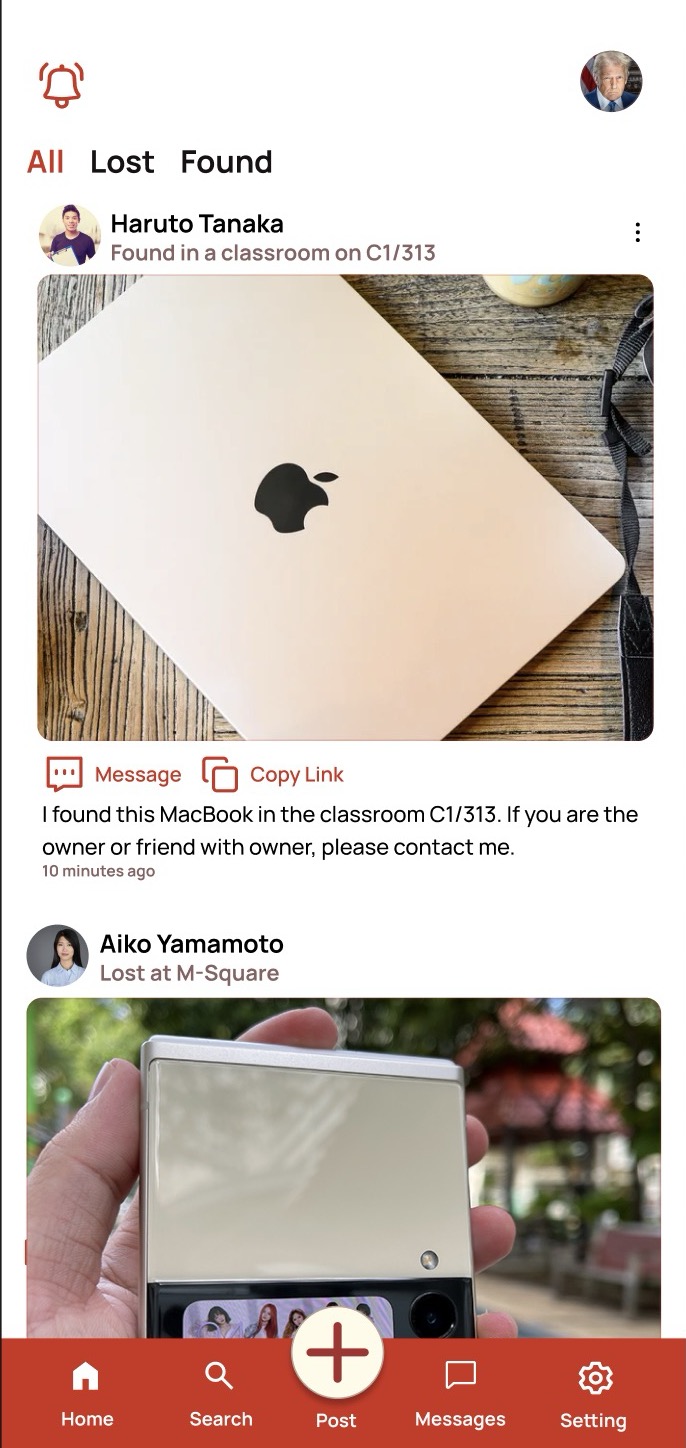 All Lost Found
Haruto Tanaka
Found in a classroom on C1/313
Message Copy Link
I found this MacBook in the classroom C1/313. If you are the
owner or friend with owner, please contact me.
10 minutes ago
Aiko Yamamoto
Lost at M-Square
Home Search Post Messages Setting